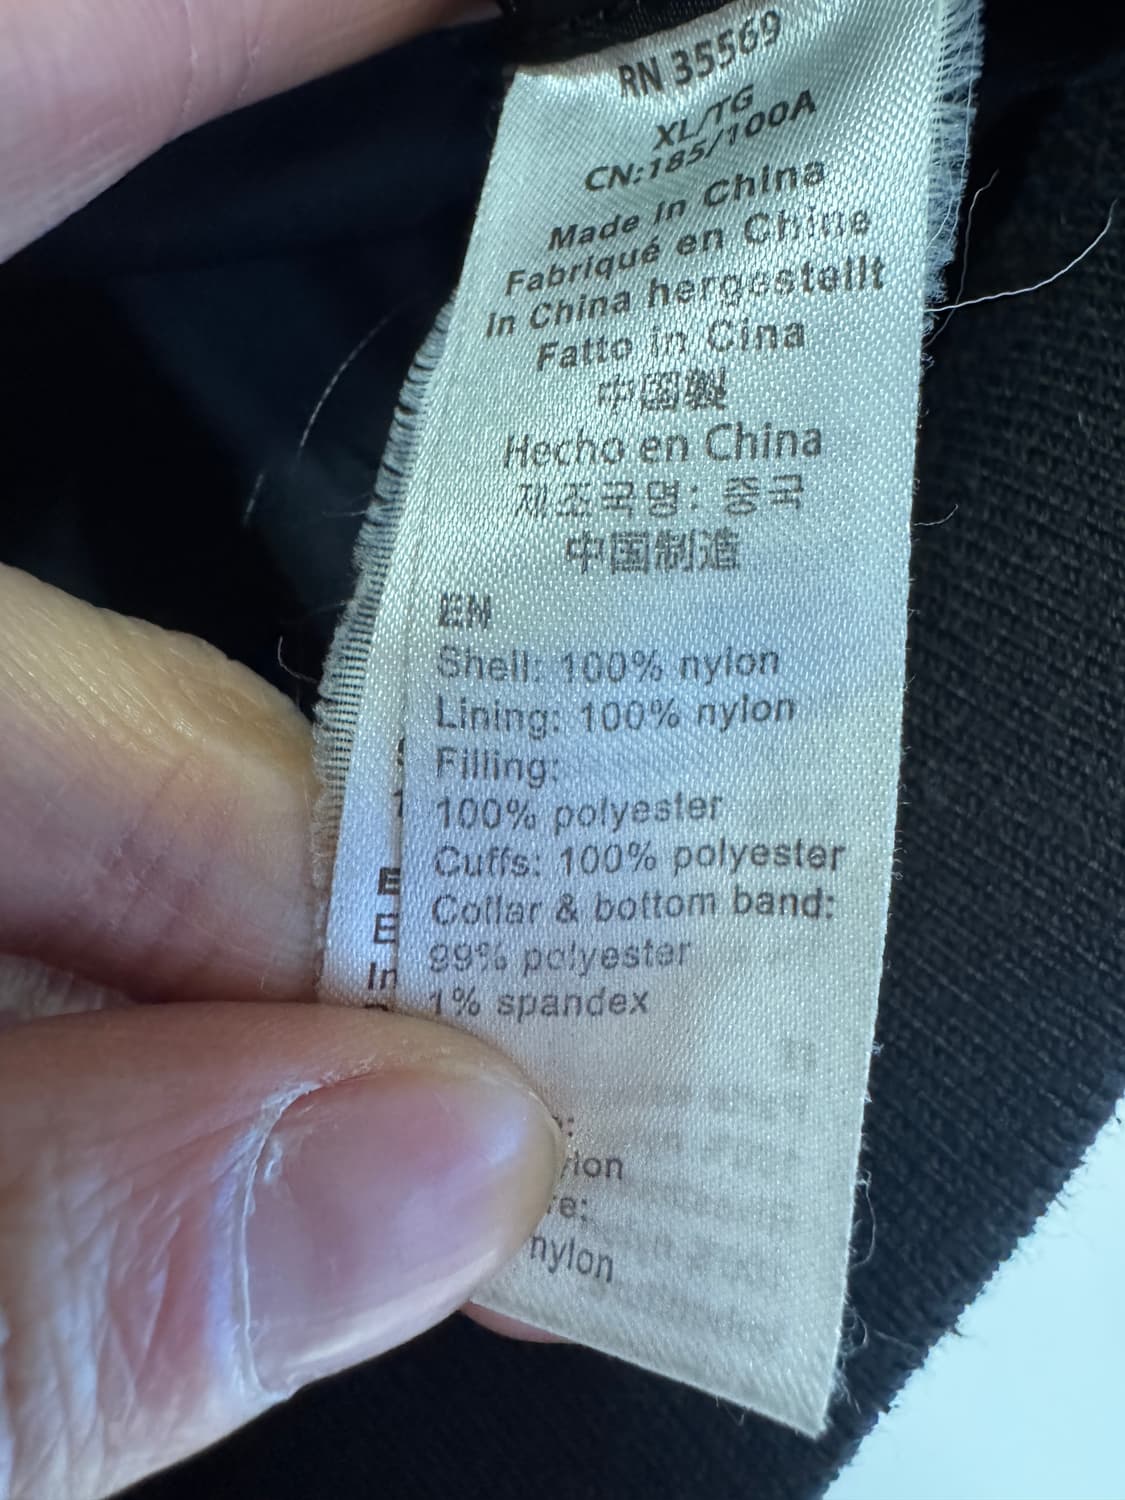 RN 35569
XL/TG
CN:185/100A
Made in China
Fabriqué en Chine
In China hergestellt
Fatto in Cina
中国製
Hecho en China
제조국명: 중국
中国制造
EN
Shell: 100% nylon
Lining: 100% nylon
Filling:
100% polyester
Cuffs: 100% polyester
Collar & bottom band:
99% polyester
1% spandex
nylon